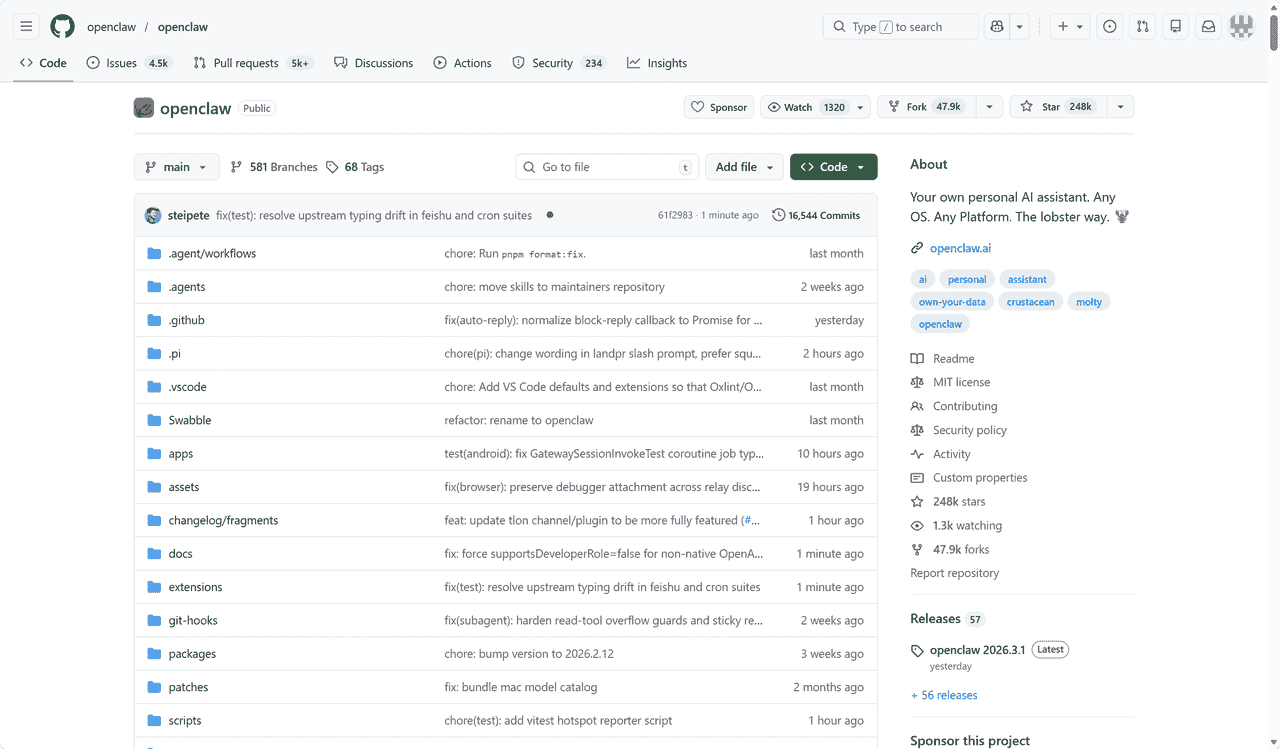 openclaw / openclaw
Type / to search
Code
Issues 4.5k
Pull requests 5k+
Discussions
Actions
Security 234
Insights
openclaw Public
Sponsor
Watch 1320
Fork 47.9k
Star 248k
main
581 Branches
68 Tags
Go to file t
Add file
Code
steipete fix(test): resolve upstream typing drift in feishu and cron suites
61f2983 · 1 minute ago
16,544 Commits
.agent/workflows chore: Run pnpm format:fix. last month
.agents chore: move skills to maintainers repository 2 weeks ago
.github fix(auto-reply): normalize block-reply callback to Promise for ... yesterday
.pi chore(pi): change wording in landpr slash prompt, prefer squ... 2 hours ago
.vscode chore: Add VS Code defaults and extensions so that Oxlint/O... last month
Swabble refactor: rename to openclaw last month
apps test(android): fix GatewaySessionInvokeTest coroutine job typ... 10 hours ago
assets fix(browser): preserve debugger attachment across relay disc... 19 hours ago
changelog/fragments feat: update tlon channel/plugin to be more fully featured (#... 1 hour ago
docs fix: force supportsDeveloperRole=false for non-native OpenA... 1 minute ago
extensions fix(test): resolve upstream typing drift in feishu and cron suites 1 minute ago
git-hooks fix(subagent): harden read-tool overflow guards and sticky re... 2 weeks ago
packages chore: bump version to 2026.2.12 3 weeks ago
patches fix: bundle mac model catalog 2 months ago
scripts chore(test): add vitest hotspot reporter script 1 hour ago
About
Your own personal AI assistant. Any
OS. Any Platform. The lobster way. 🦞
openclaw.ai
ai personal assistant
own-your-data crustacean molty
openclaw
Readme
MIT license
Contributing
Security policy
Activity
Custom properties
248k stars
1.3k watching
47.9k forks
Report repository
Releases 57
openclaw 2026.3.1 Latest
yesterday
+ 56 releases
Sponsor this project